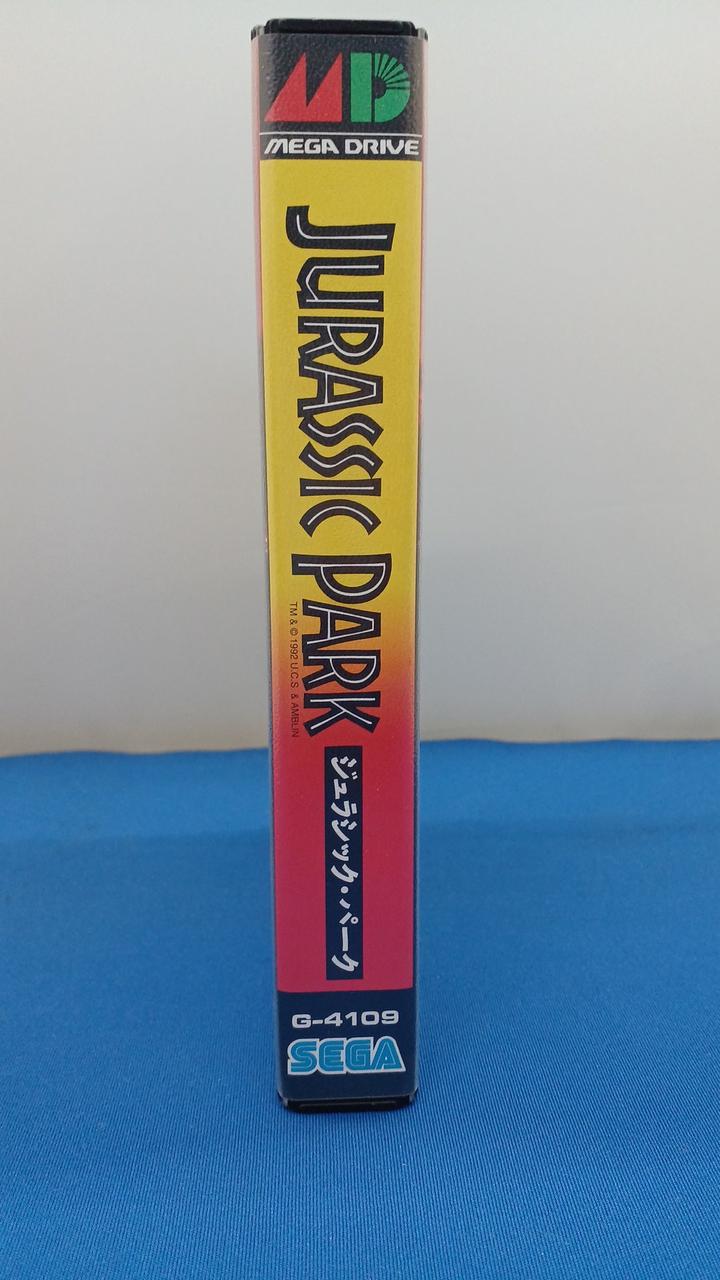 MD
MEGA DRIVE
JURASSIC PARK
TM & © 1992 U.C.S & AMBLIN
ジュラシック・パーク
G-4109
SEGA